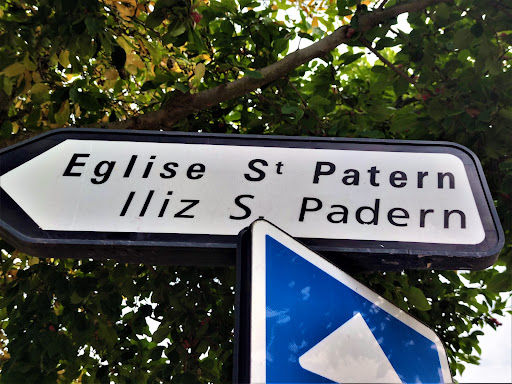 Eglise St Patern
Iliz S. Padern